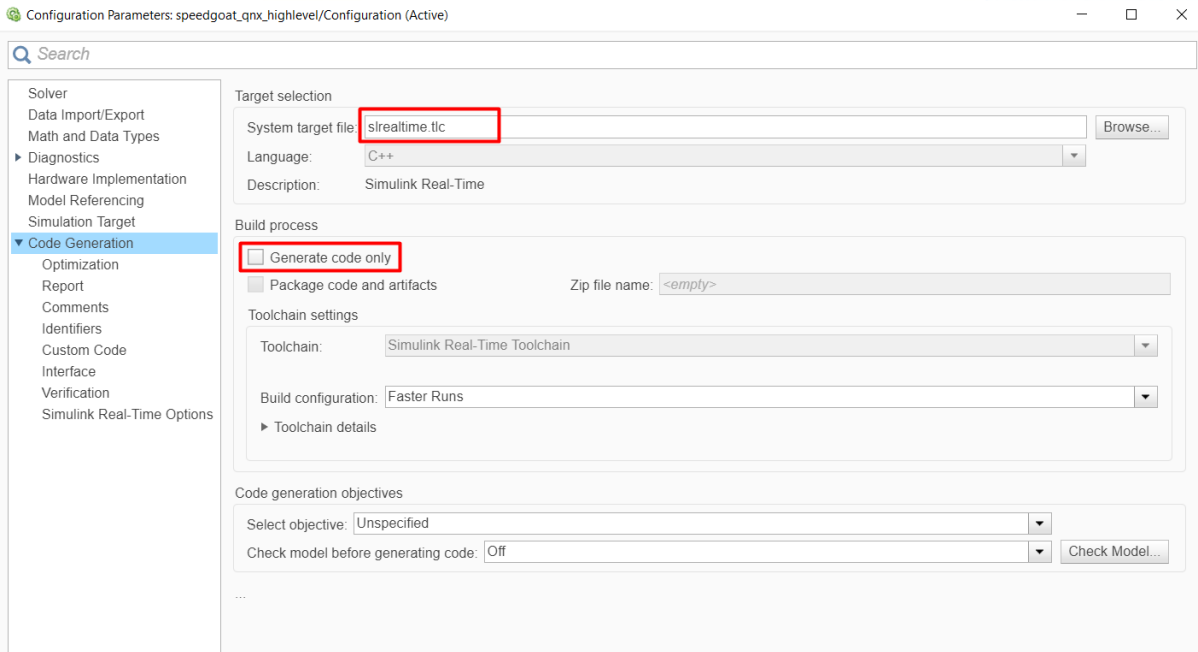 Configuration Parameters: speedgoat_qnx_highlevel/Configuration (Active)
Search
Solver
Data Import/Export
Math and Data Types
Diagnostics
Hardware Implementation
Model Referencing
Simulation Target
Code Generation
Optimization
Report
Comments
Identifiers
Custom Code
Interface
Verification
Simulink Real-Time Options
Target selection
System target file: slrealtime.tlc Browse...
Language: C++
Description: Simulink Real-Time
Build process
Generate code only
Package code and artifacts Zip file name: <empty>
Toolchain settings
Toolchain: Simulink Real-Time Toolchain
Build configuration: Faster Runs
Toolchain details
Code generation objectives
Select objective: Unspecified
Check model before generating code: Off Check Model...
...